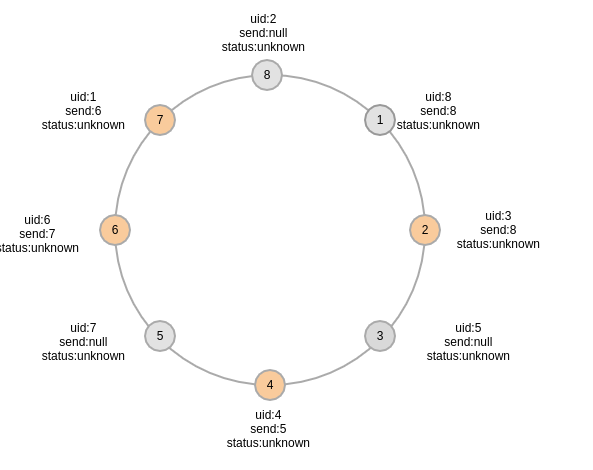 uid:2
send:null
status:unknown
8
uid:1
send:6
status:unknown
7
1
uid:8
send:8
status:unknown
uid:6
send:7
status:unknown
6
2
uid:3
send:8
status:unknown
uid:7
send:null
status:unknown
5
3
uid:5
send:null
status:unknown
4
uid:4
send:5
status:unknown